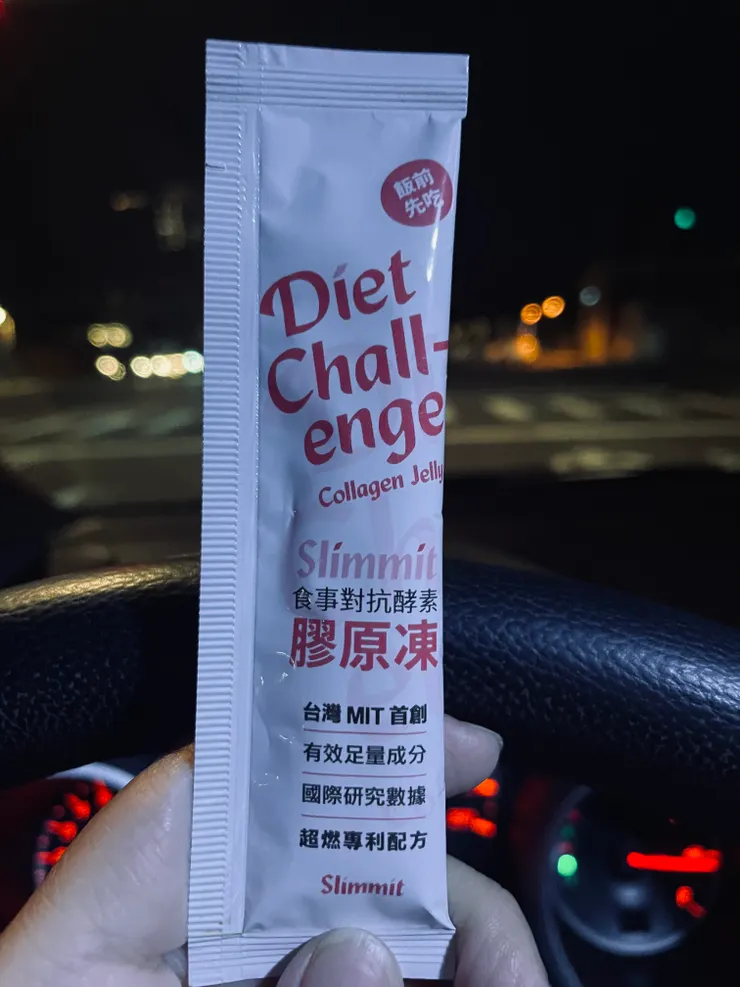 飯前
先吃
Diet
Chall-
enge
Collagen Jelly
Slimmit
食事對抗酵素
膠原凍
台灣 MIT 首創
有效足量成分
國際研究數據
超燃專利配方
Slimmit